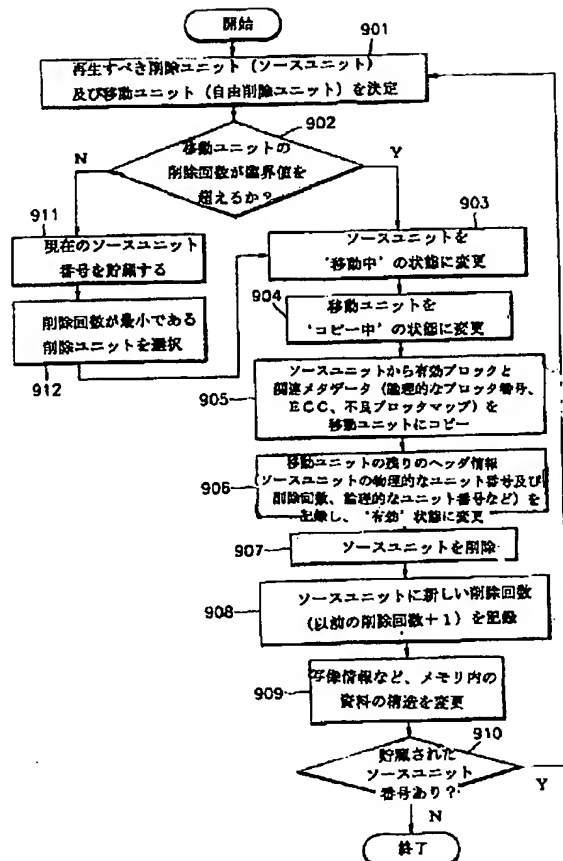 開始
901
再生すべき削除ユニット(ソースユニット)
及び移動ユニット(自由削除ユニット)を決定
902
移動ユニットの
削除回数が臨界値を
超えるか?
N
Y
911
現在のソースユニット
番号を貯蔵する
削除回数が最小である
削除ユニットを選択
912
903
ソースユニットを
‘移動中’の状態に変更
904
移動ユニットを
‘コピー中’の状態に変更
905
ソースユニットから有効ブロックと
関連メタデータ(論理的なブロック番号、
ECC、不良ブロックマップ)を
移動ユニットにコピー
906
移動ユニットの残りのヘッダ情報
ソースユニットの物理的なユニット番号及び
削除回数、論理的なユニット番号など)を
記録し、‘有効’状態に変更
907
ソースユニットを削除
908
ソースユニットに新しい削除回数
(以前の削除回数+1)を記録
909
写像情報など、メモリ内の
資料の構造を変更
910
貯蔵された
ソースユニット
番号あり?
Y
N
終了